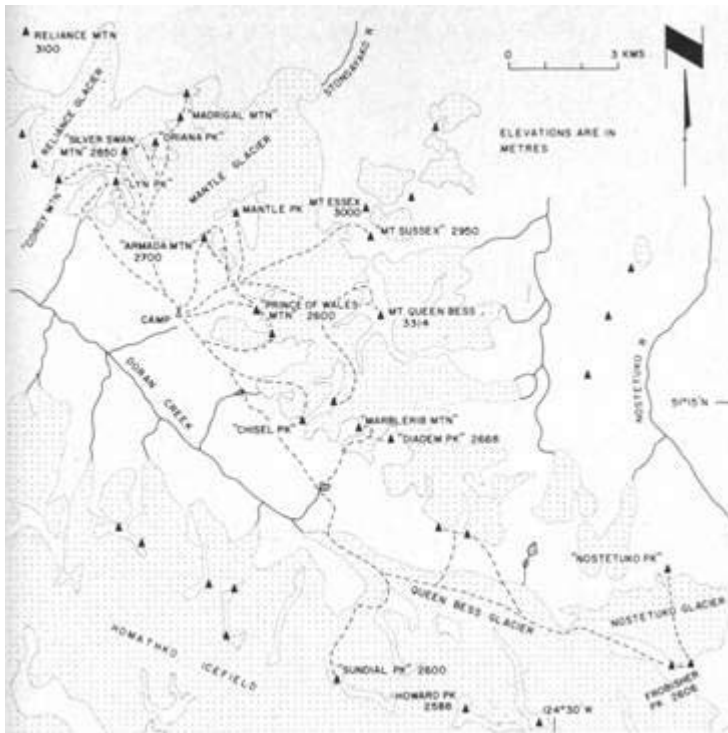 RELIANCE MTN
3100
STONSAYAKO R
0 3 KMS
RELIANCE GLACIER
"MADRIGAL MTN"
"ORIANA PK"
"SILVER SWAN
MTN" 2850
ELEVATIONS ARE IN
METRES
MANTLE GLACIER
"LYN PK"
MANTLE PK
MT ESSEX
3000
"ARMADA MTN"
2700
"MT SUSSEX" 2950
CAMP
"PRINCE OF WALES
MTN" 2600
MT. QUEEN BESS
3314
NOSTETUKO R
DORAN CREEK
51°15'N
"CHISEL PK"
"MARBLERIB MTN"
"DIADEM PK" 2668
"NOSTETUKO PK"
QUEEN BESS GLACIER
NOSTETUKO GLACIER
HOMATHKO ICEFIELD
"SUNDIAL PK" 2600
HOWARD PK
2588
124°30' W
FROBISHER
PK 2606